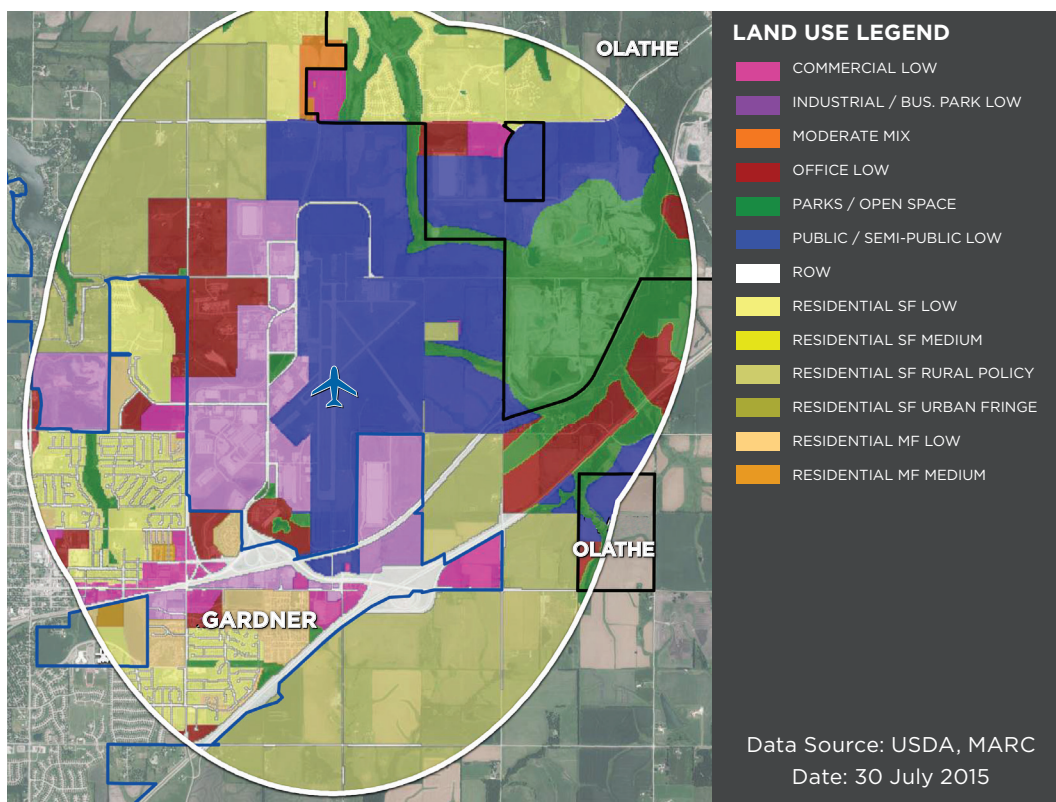 OLATHE
OLATHE
GARDNER
LAND USE LEGEND
COMMERCIAL LOW
INDUSTRIAL / BUS. PARK LOW
MODERATE MIX
OFFICE LOW
PARKS / OPEN SPACE
PUBLIC / SEMI-PUBLIC LOW
ROW
RESIDENTIAL SF LOW
RESIDENTIAL SF MEDIUM
RESIDENTIAL SF RURAL POLICY
RESIDENTIAL SF URBAN FRINGE
RESIDENTIAL MF LOW
RESIDENTIAL MF MEDIUM
Data Source: USDA, MARC
Date: 30 July 2015